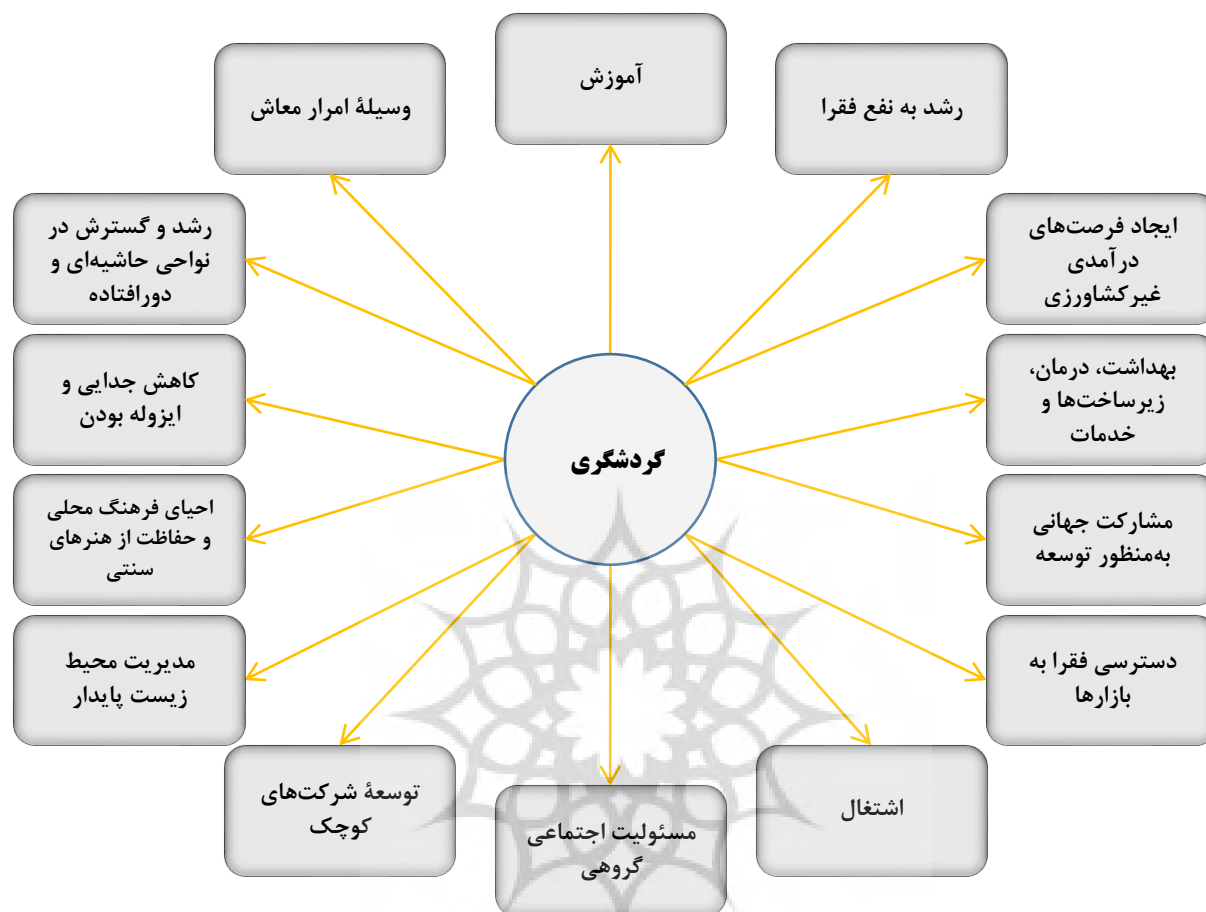 آموزش
رشد به نفع فقرا
وسیلهٔ امرار معاش
ایجاد فرصت‌های
درآمدی
غیرکشاورزی
رشد و گسترش در
نواحی حاشیه‌ای و
دورافتاده
بهداشت، درمان،
زیرساخت‌ها و
خدمات
کاهش جدایی و
ایزوله بودن
گردشگری
مشارکت جهانی
به‌منظور توسعه
احیای فرهنگ محلی
و حفاظت از هنرهای
سنتی
دسترسی فقرا به
بازارها
مدیریت محیط
زیست پایدار
اشتغال
مسئولیت اجتماعی
گروهی
توسعهٔ شرکت‌های
کوچک